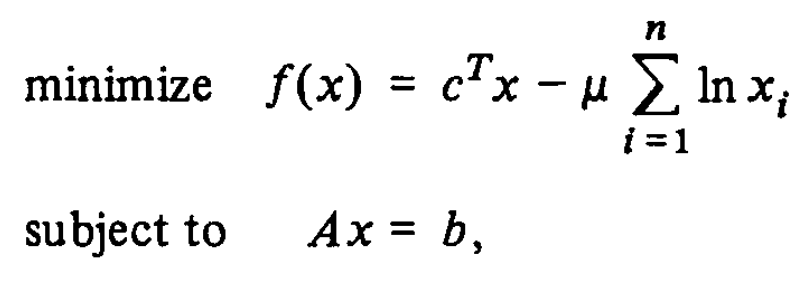 minimize f(x) = c^T x − μ ∑_{i=1}^{n} ln x_i
subject to Ax = b,